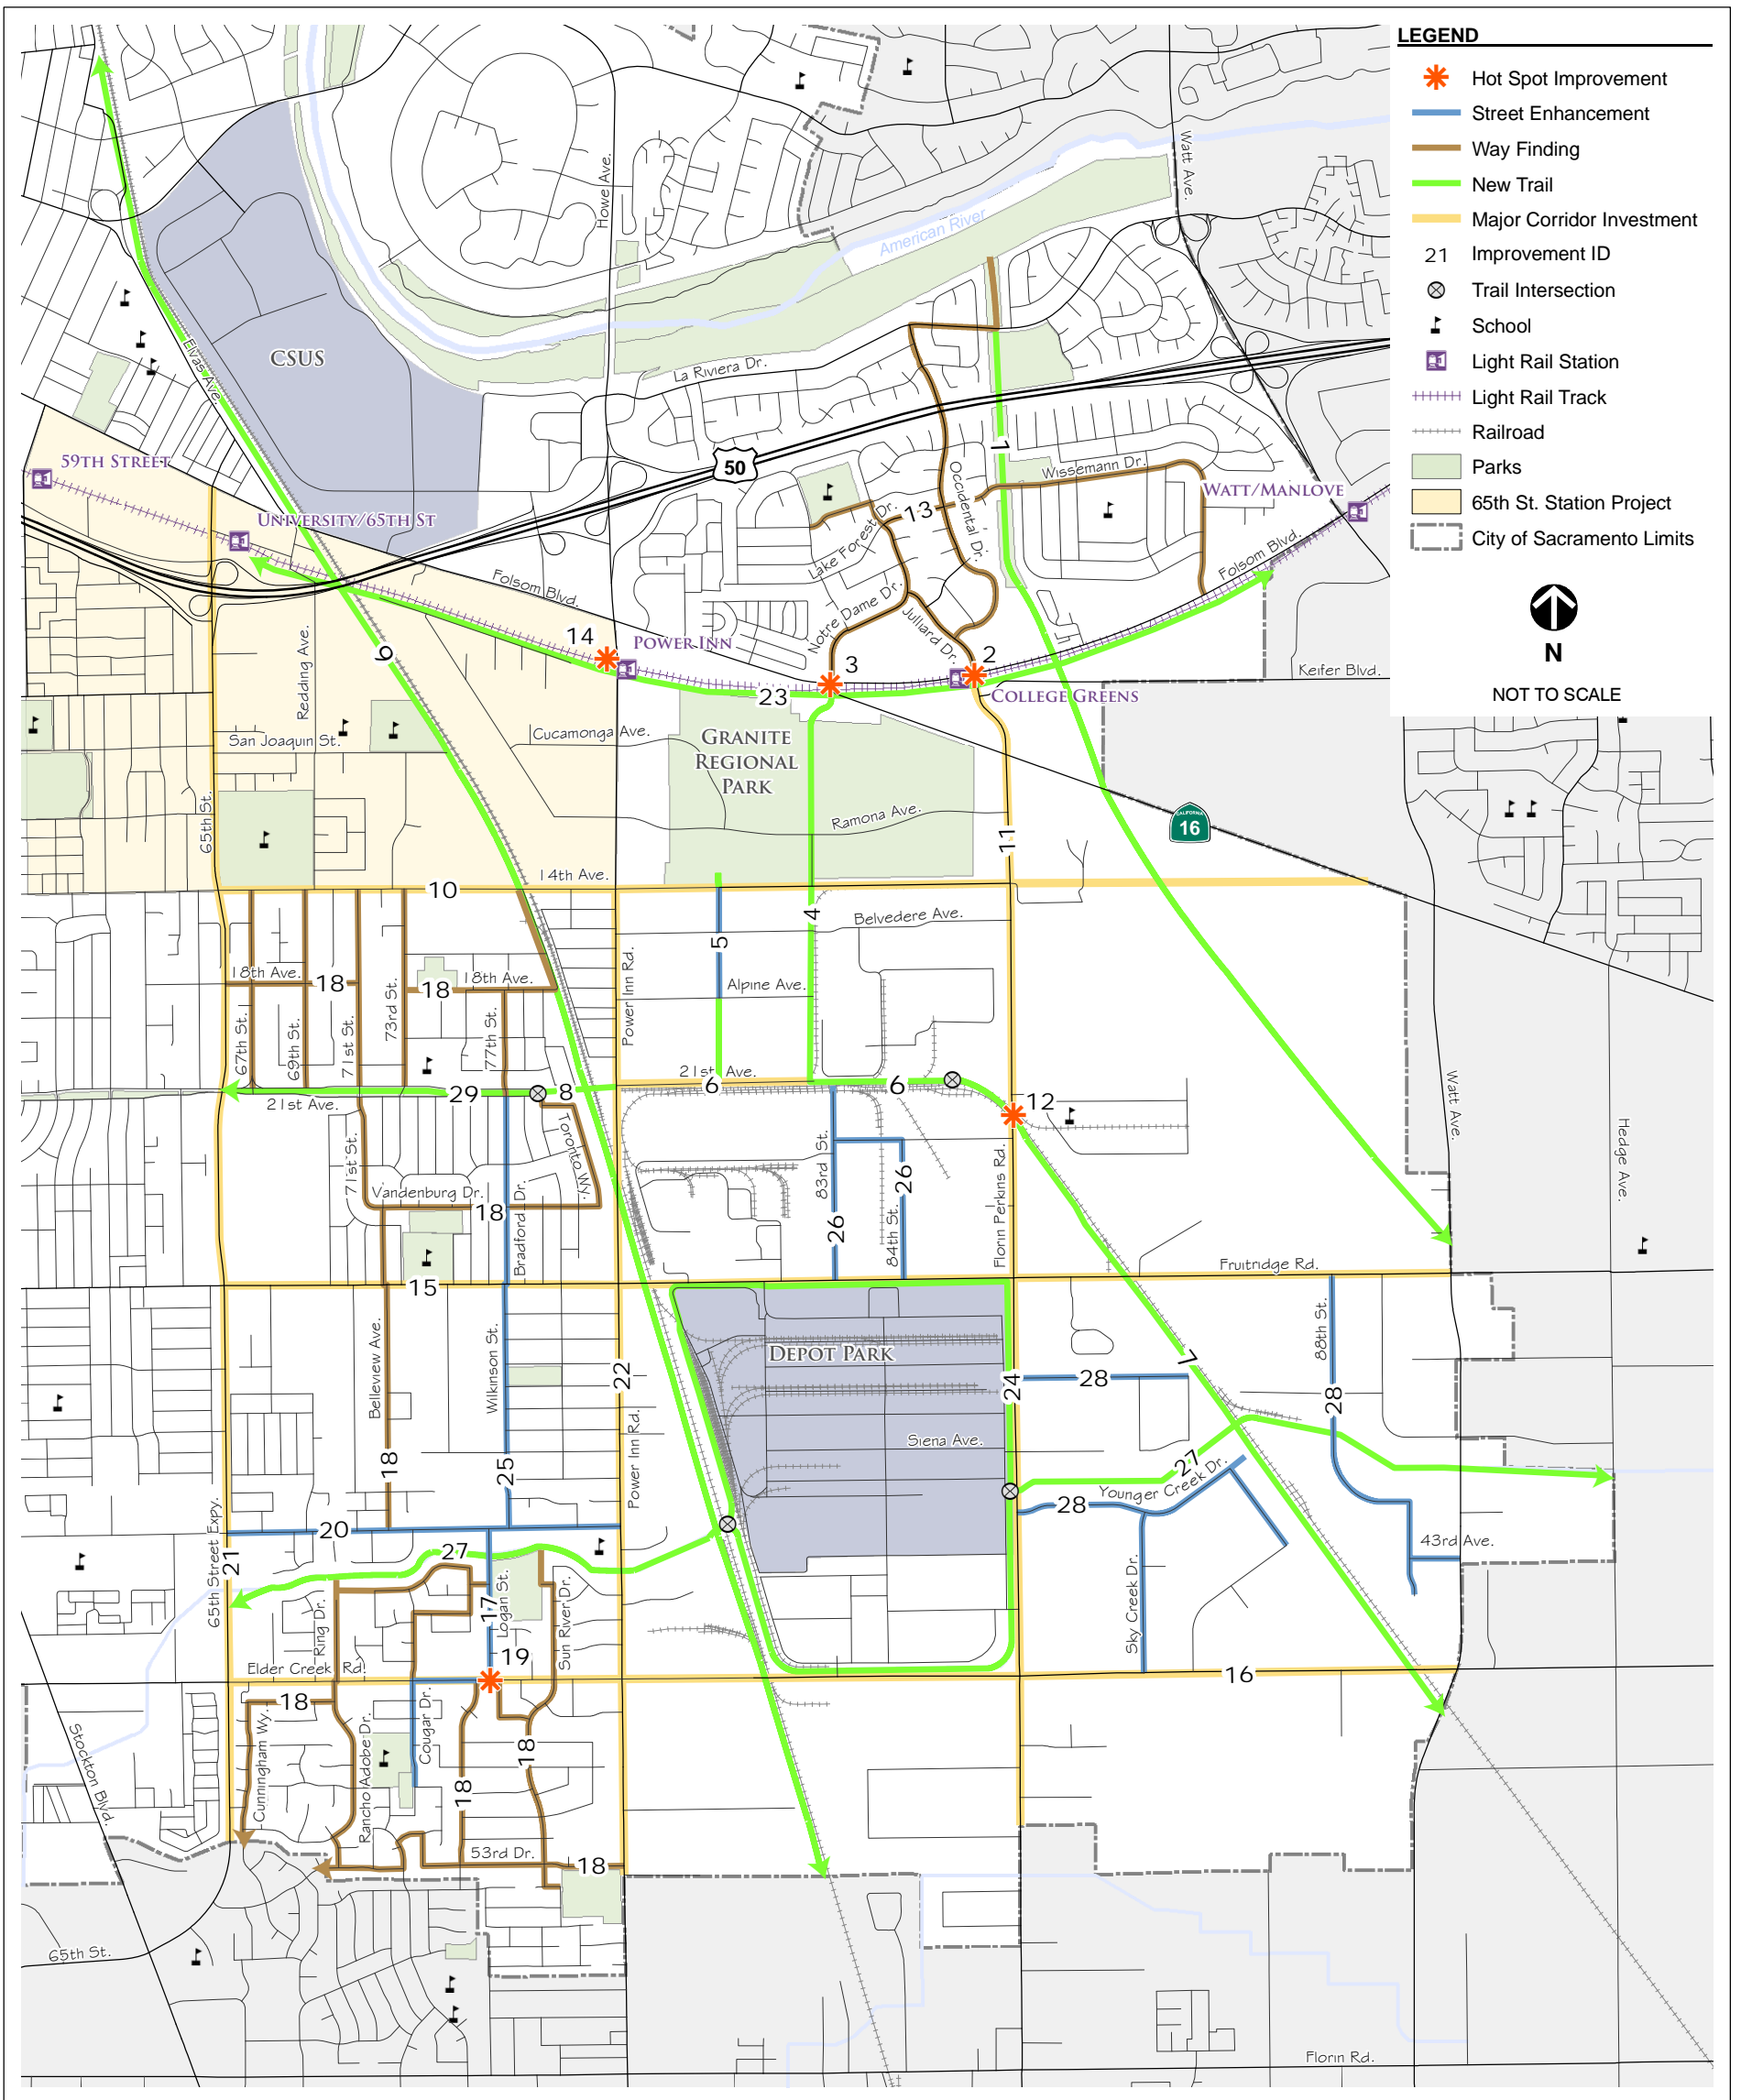 LEGEND
Hot Spot Improvement
Street Enhancement
Way Finding
New Trail
Major Corridor Investment
21 Improvement ID
Trail Intersection
School
Light Rail Station
Light Rail Track
Railroad
Parks
65th St. Station Project
City of Sacramento Limits
N
NOT TO SCALE
Howe Ave.
Watt Ave.
American River
CSUS
Elvas Ave.
La Riviera Dr.
50
59TH STREET
UNIVERSITY/65TH ST
1
Occidental Dr.
Wissemann Dr.
WATT/MANLOVE
13
Lake Forest Dr.
Folsom Blvd.
Folsom Blvd.
Notre Dame Dr.
Julliard Dr.
14
POWER INN
9
Redding Ave.
3
2
23
COLLEGE GREENS
Keifer Blvd.
San Joaquin St.
Cucamonga Ave.
GRANITE
REGIONAL
PARK
65th St.
Ramona Ave.
11
CALIFORNIA
16
10
14th Ave.
4
Belvedere Ave.
5
18th Ave.
18
18
18th Ave.
Alpine Ave.
67th St.
69th St.
71st St.
73rd St.
77th St.
Power Inn Rd.
21st Ave.
29
8
21st Ave.
6
6
12
Watt Ave.
Hedge Ave.
71st St.
Toronto Wy.
Vandenburg Dr.
18
Bradford Dr.
83rd St.
26
84th St.
26
Florin Perkins Rd.
Fruitridge Rd.
15
DEPOT PARK
88th St.
Belleview Ave.
Wilkinson St.
22
24
28
7
28
Power Inn Rd.
Siena Ave.
18
25
27
Younger Creek Dr.
28
20
43rd Ave.
65th Street Expy.
21
27
Logan St.
17
Ring Dr.
Sun River Dr.
Sky Creek Dr.
19
Elder Creek Rd.
16
18
Stockton Blvd.
Cunningham Wy.
Rancho Adobe Dr.
Cougar Dr.
18
18
53rd Dr.
18
65th St.
Florin Rd.